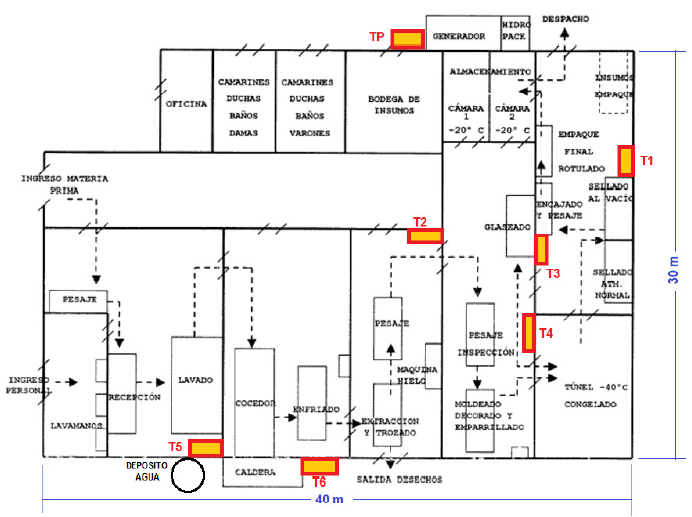 DESPACHO
TP
GENERADOR
HIDRO
PACK
OFICINA
CAMARINES
DUCHAS
BAÑOS
DAMAS
CAMARINES
DUCHAS
BAÑOS
VARONES
BODEGA DE
INSUMOS
ALMACENAMIENTO
CÁMARA
1
-20° C
CÁMARA
2
-20° C
INSUMOS
EMPAQUE
EMPAQUE
FINAL
ROTULADO
T1
SELLADO
AL VACÍO
INGRESO MATERIA
PRIMA
ENCAJADO
Y PESAJE
GLASEADO
T2
T3
SELLADO
ATM.
NORMAL
30 m
PESAJE
PESAJE
PESAJE
INSPECCIÓN
T4
MAQUINA
HIELO
INGRESO
PERSONAL
LAVAMANOS
RECEPCIÓN
LAVADO
COCEDOR
ENFRIADO
EXTRACCION
Y TROZADO
MOLDEADO
DECORADO Y
EMPARRILLADO
TÚNEL -40°C
CONGELADO
T5
DEPOSITO
AGUA
CALDERA
T6
SALIDA DESECHOS
40 m